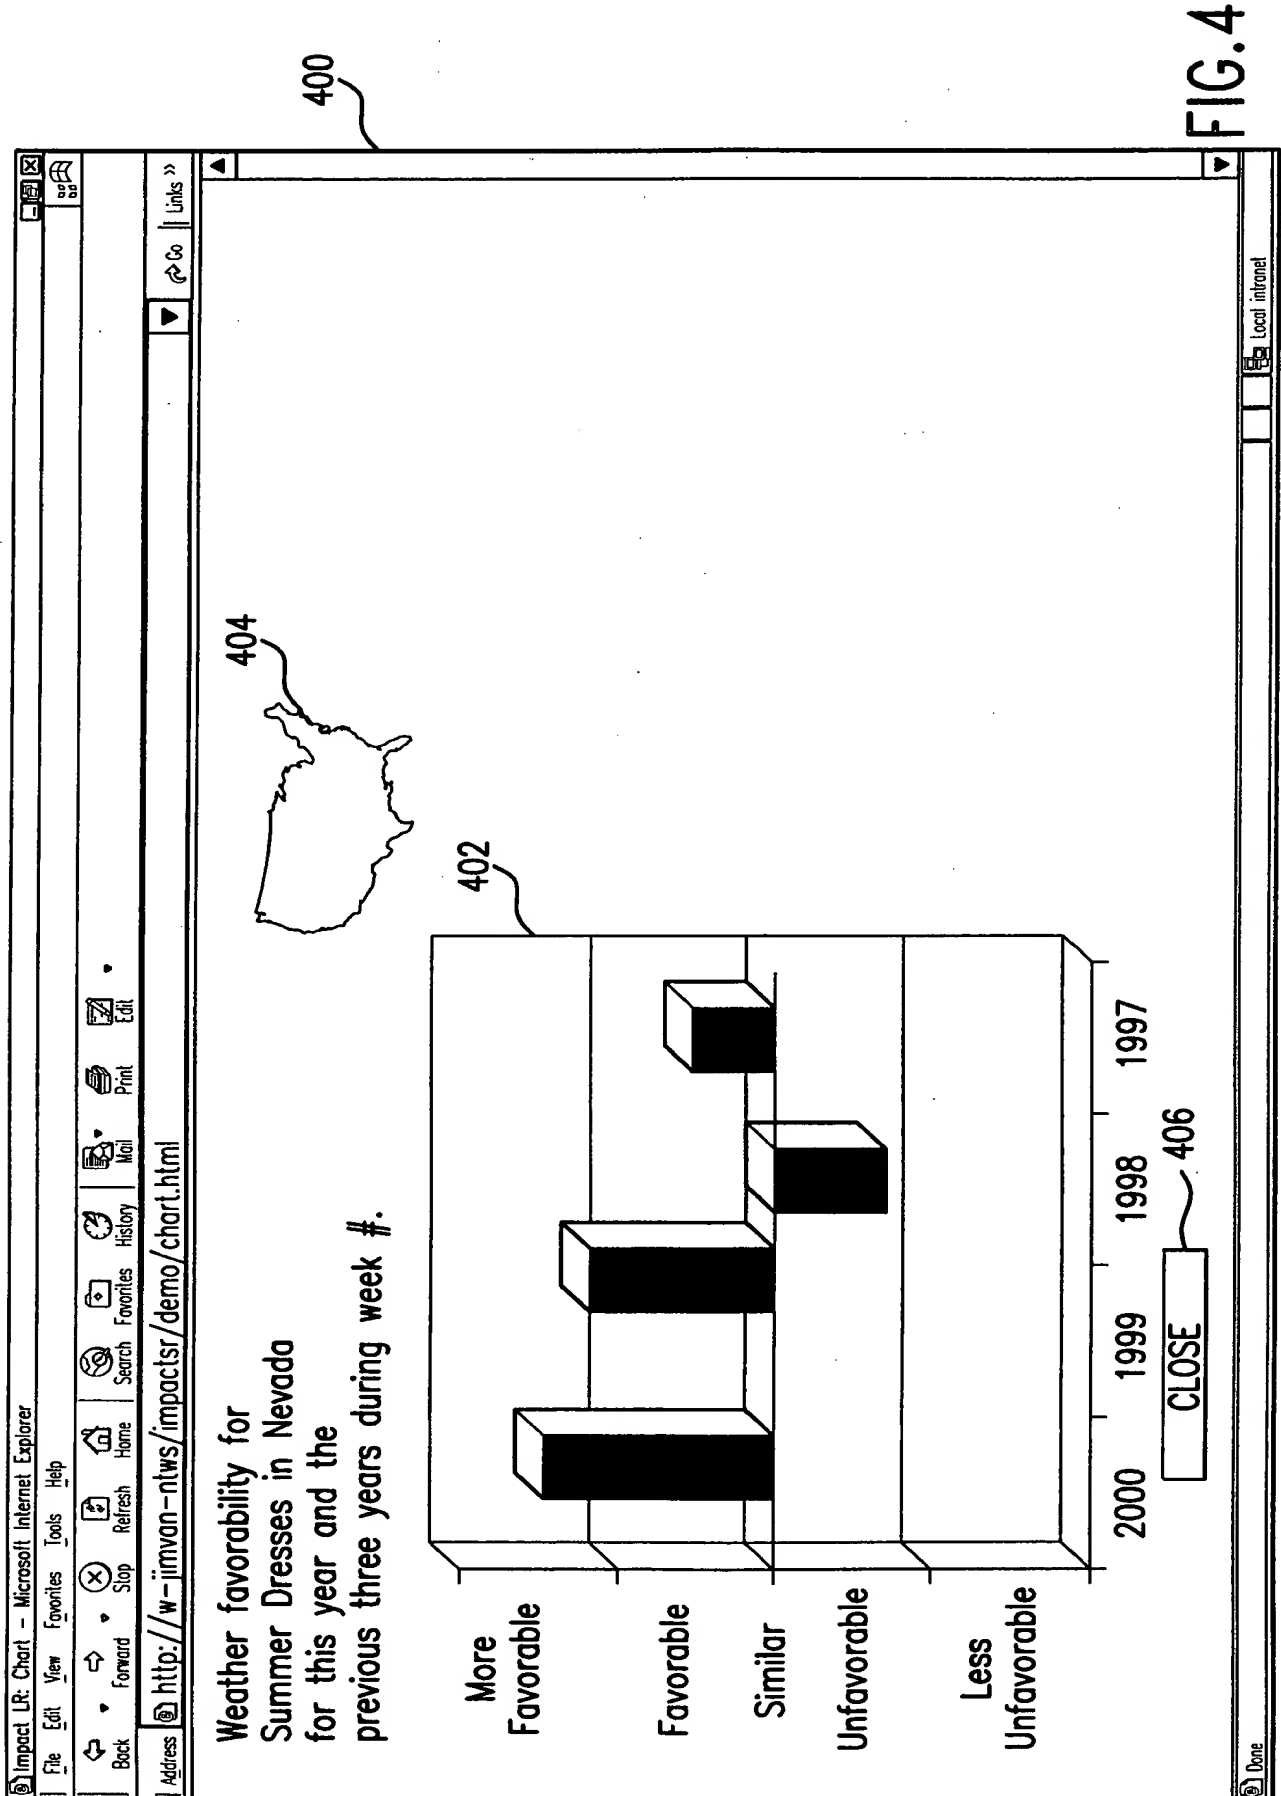 Impact LR: Chart - Microsoft Internet Explorer
File Edit View Favorites Tools Help
Back Forward Stop Refresh Home Search Favorites History Mail Print Edit
Address http://w-jimvan-ntws/impactsr/demo/chart.html Go Links »
Weather favorability for
Summer Dresses in Nevada
for this year and the
previous three years during week #.
404
400
402
More
Favorable
Favorable
Similar
Unfavorable
Less
Unfavorable
2000 1999 1998 1997
CLOSE
406
Done Local intranet
FIG.4